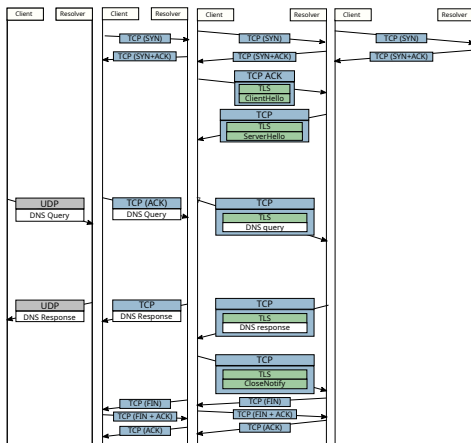 Client Resolver Client Resolver Client Resolver Client Resolver
TCP (SYN) TCP (SYN) TCP (SYN)
TCP (SYN+ACK) TCP (SYN+ACK) TCP (SYN+ACK)
TCP ACK
TLS
ClientHello
TCP
TLS
ServerHello
UDP TCP (ACK) TCP
DNS Query DNS Query TLS
DNS query
UDP TCP TCP
DNS Response DNS Response TLS
DNS response
TCP
TLS
CloseNotify
TCP (FIN) TCP (FIN)
TCP (FIN + ACK) TCP (FIN + ACK)
TCP (ACK) TCP (ACK)